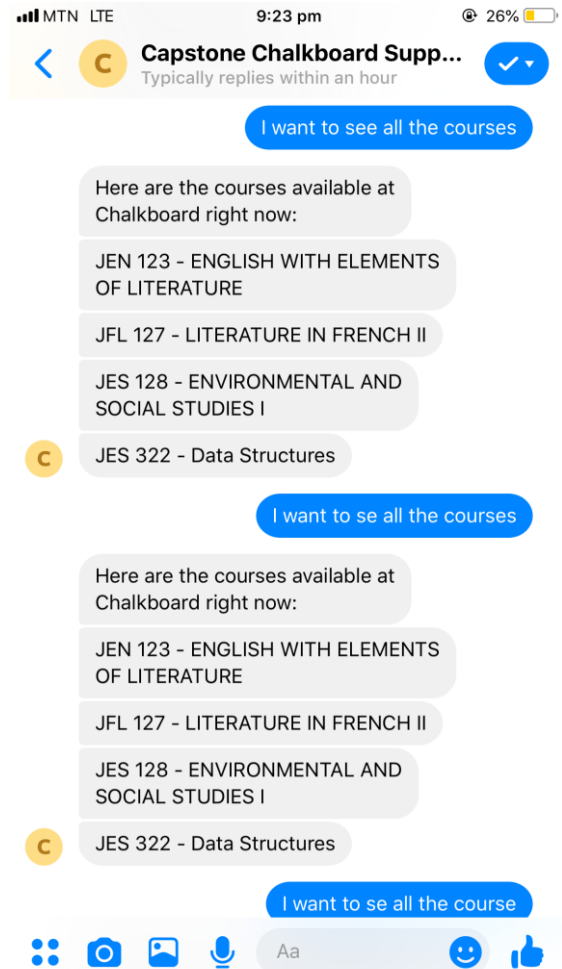 MTN LTE 9:23 pm 26%
C Capstone Chalkboard Supp...
Typically replies within an hour
I want to see all the courses
Here are the courses available at
Chalkboard right now:
JEN 123 - ENGLISH WITH ELEMENTS
OF LITERATURE
JFL 127 - LITERATURE IN FRENCH II
JES 128 - ENVIRONMENTAL AND
SOCIAL STUDIES I
C JES 322 - Data Structures
I want to se all the courses
Here are the courses available at
Chalkboard right now:
JEN 123 - ENGLISH WITH ELEMENTS
OF LITERATURE
JFL 127 - LITERATURE IN FRENCH II
JES 128 - ENVIRONMENTAL AND
SOCIAL STUDIES I
C JES 322 - Data Structures
I want to se all the course
Aa